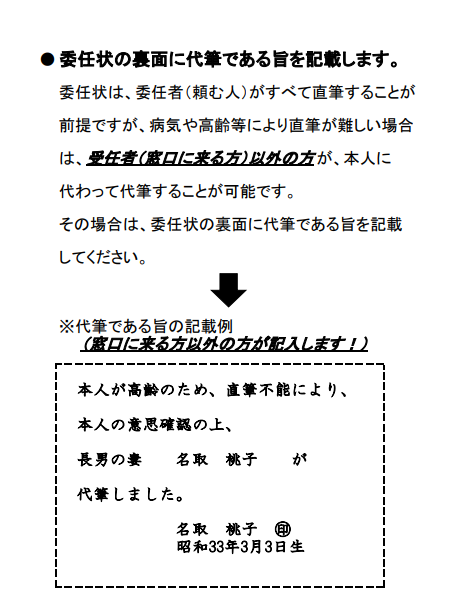 ● 委任状の裏面に代筆である旨を記載します。
委任状は、委任者（頼む人）がすべて直筆することが
前提ですが、病気や高齢等により直筆が難しい場合
は、受任者（窓口に来る方）以外の方が、本人に
代わって代筆することが可能です。
その場合は、委任状の裏面に代筆である旨を記載
してください。
※代筆である旨の記載例
（窓口に来る方以外の方が記入します！）
本人が高齢のため、直筆不能により、
本人の意思確認の上、
長男の妻　　名取　桃子　　が
代筆しました。
名取　桃子　㊞
昭和33年3月3日生